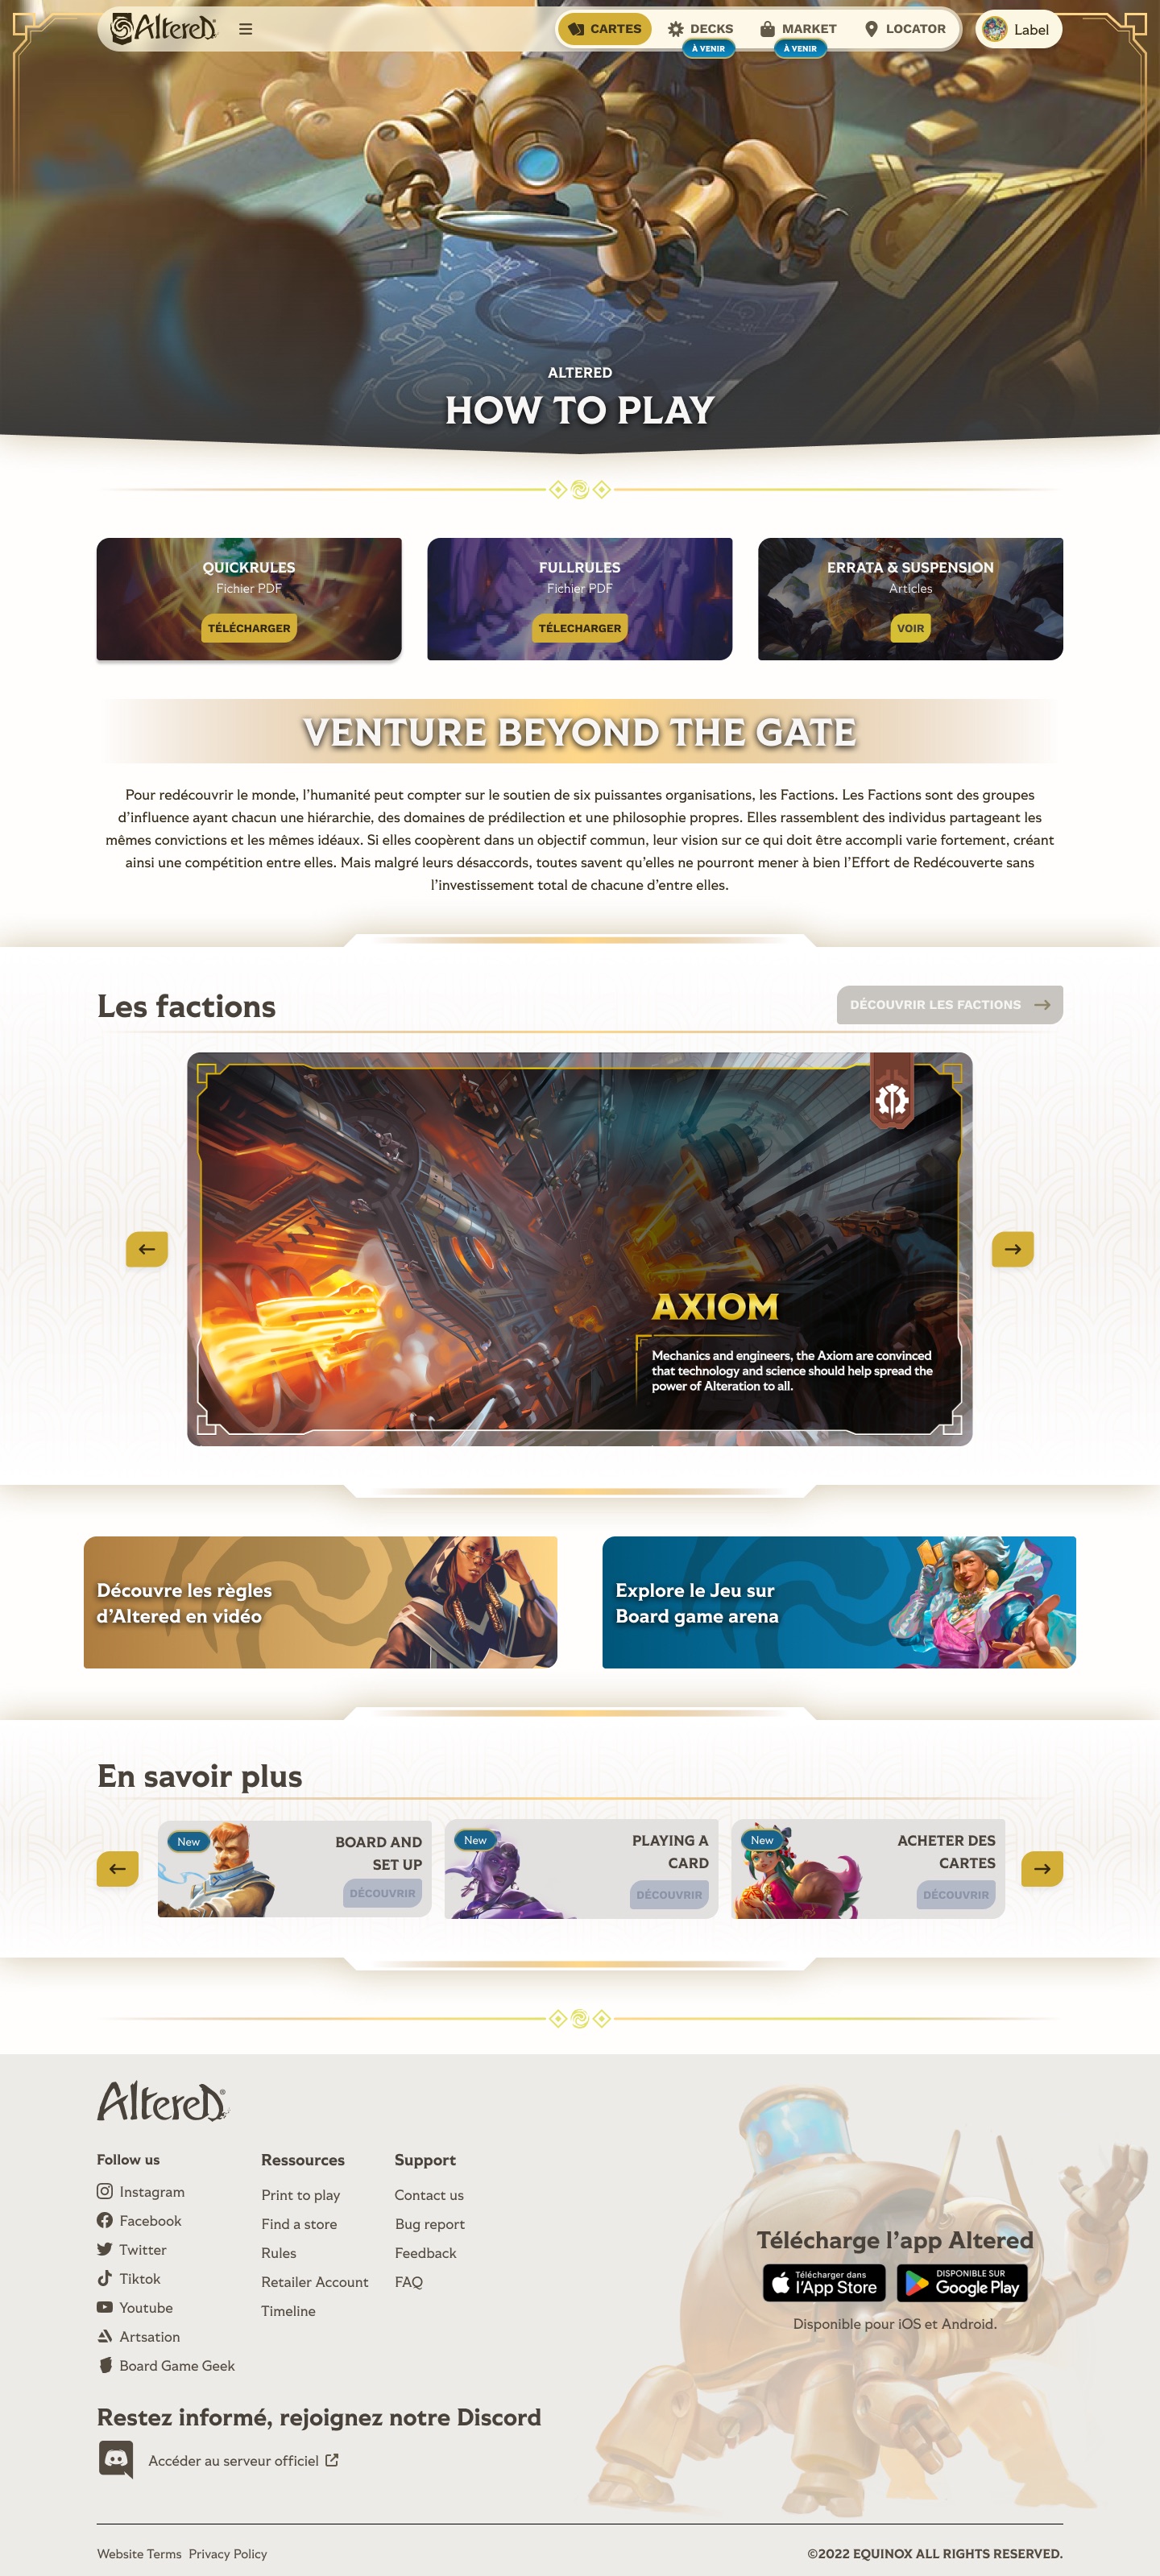 Altered
CARTES
DECKS
MARKET
LOCATOR
Label
À VENIR
À VENIR
ALTERED
HOW TO PLAY
QUICKRULES
Fichier PDF
TÉLÉCHARGER
FULLRULES
Fichier PDF
TÉLECHARGER
ERRATA & SUSPENSION
Articles
VOIR
VENTURE BEYOND THE GATE
Pour redécouvrir le monde, l’humanité peut compter sur le soutien de six puissantes organisations, les Factions. Les Factions sont des groupes
d’influence ayant chacun une hiérarchie, des domaines de prédilection et une philosophie propres. Elles rassemblent des individus partageant les
mêmes convictions et les mêmes idéaux. Si elles coopèrent dans un objectif commun, leur vision sur ce qui doit être accompli varie fortement, créant
ainsi une compétition entre elles. Mais malgré leurs désaccords, toutes savent qu’elles ne pourront mener à bien l’Effort de Redécouverte sans
l’investissement total de chacune d’entre elles.
Les factions
DÉCOUVRIR LES FACTIONS
AXIOM
Mechanics and engineers, the Axiom are convinced
that technology and science should help spread the
power of Alteration to all.
Découvre les règles
d’Altered en vidéo
Explore le Jeu sur
Board game arena
En savoir plus
New
BOARD AND
SET UP
DÉCOUVRIR
New
PLAYING A
CARD
DÉCOUVRIR
New
ACHETER DES
CARTES
DÉCOUVRIR
Altered
Follow us
Instagram
Facebook
Twitter
Tiktok
Youtube
Artsation
Board Game Geek
Ressources
Print to play
Find a store
Rules
Retailer Account
Timeline
Support
Contact us
Bug report
Feedback
FAQ
Télécharge l’app Altered
Télécharger dans
l’App Store
DISPONIBLE SUR
Google Play
Disponible pour iOS et Android.
Restez informé, rejoignez notre Discord
Accéder au serveur officiel
Website Terms Privacy Policy
©2022 EQUINOX ALL RIGHTS RESERVED.